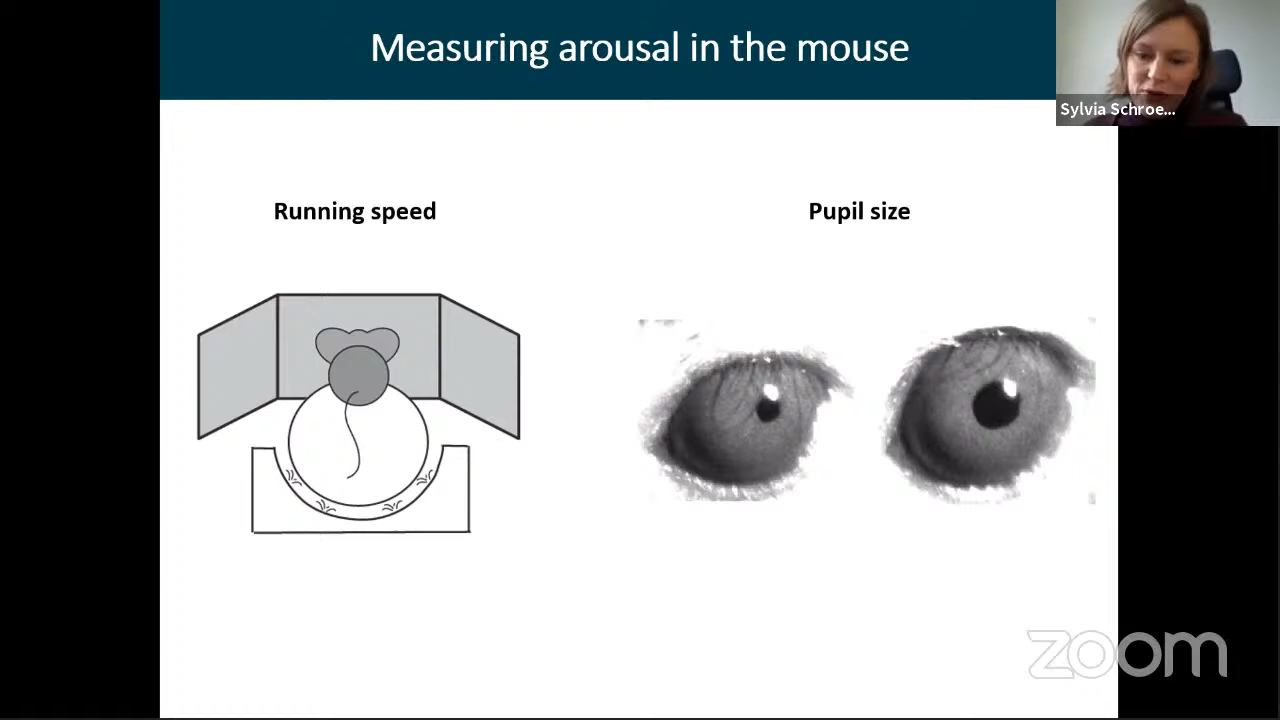 Measuring arousal in the mouse
Sylvia Schroe...
Running speed
Pupil size
zoom